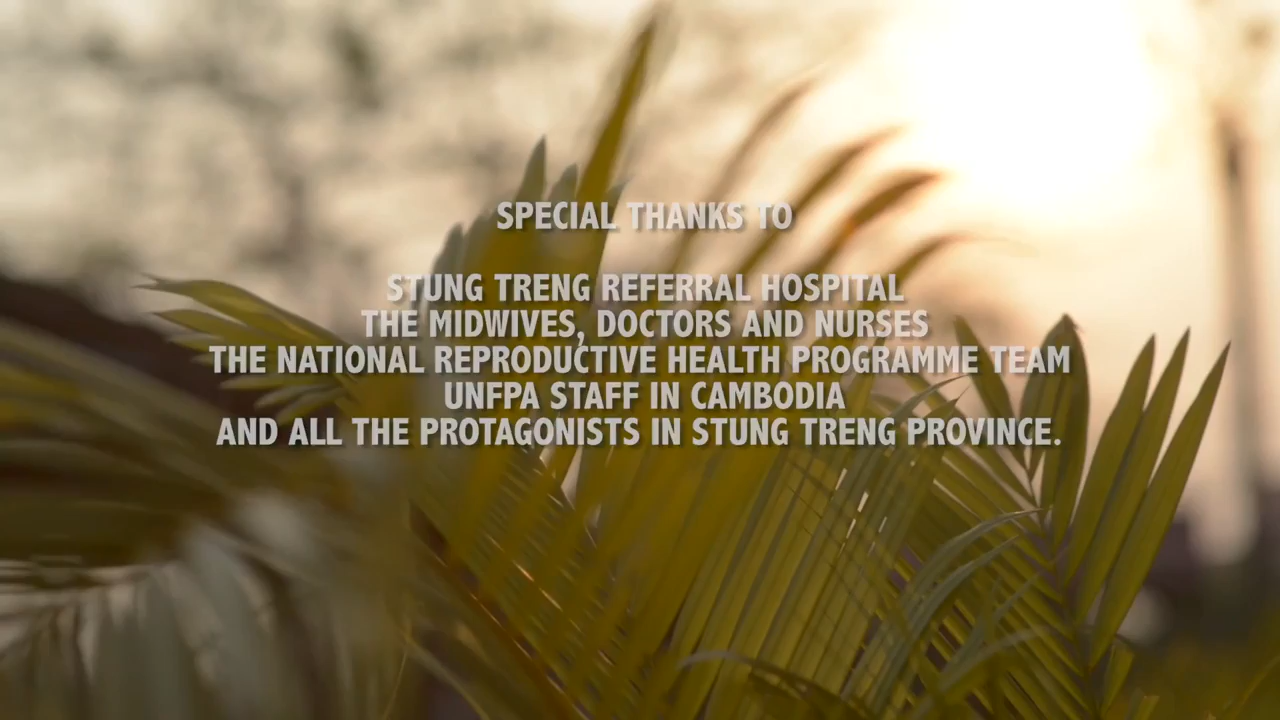 SPECIAL THANKS TO
STUNG TRENG REFERRAL HOSPITAL
THE MIDWIVES, DOCTORS AND NURSES
THE NATIONAL REPRODUCTIVE HEALTH PROGRAMME TEAM
UNFPA STAFF IN CAMBODIA
AND ALL THE PROTAGONISTS IN STUNG TRENG PROVINCE.